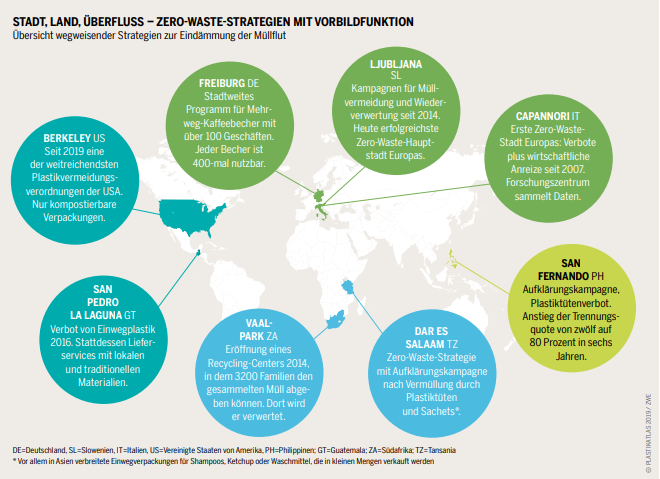 STADT, LAND, ÜBERFLUSS – ZERO-WASTE-STRATEGIEN MIT VORBILDFUNKTION
Übersicht wegweisender Strategien zur Eindämmung der Müllflut
BERKELEY US
Seit 2019 eine
der weitreichendsten
Plastikvermeidungs-
verordnungen der USA.
Nur kompostierbare
Verpackungen.
FREIBURG DE
Stadtweites
Programm für Mehr-
weg-Kaffeebecher mit
über 100 Geschäften.
Jeder Becher ist
400-mal nutzbar.
LJUBLJANA
SL
Kampagnen für Müll-
vermeidung und Wieder-
verwertung seit 2014.
Heute erfolgreichste
Zero-Waste-Haupt-
stadt Europas.
CAPANNORI IT
Erste Zero-Waste-
Stadt Europas: Verbote
plus wirtschaftliche
Anreize seit 2007.
Forschungszentrum
sammelt Daten.
SAN
PEDRO
LA LAGUNA GT
Verbot von Einwegplastik
2016. Stattdessen Liefer-
services mit lokalen
und traditionellen
Materialien.
VAAL-
PARK ZA
Eröffnung eines
Recycling-Centers 2014,
in dem 3200 Familien den
gesammelten Müll abge-
ben können. Dort wird
er verwertet.
DAR ES
SALAAM TZ
Zero-Waste-Strategie
mit Aufklärungskampagne
nach Vermüllung durch
Plastiktüten
und Sachets*.
SAN
FERNANDO PH
Aufklärungskampagne,
Plastiktütenverbot.
Anstieg der Trennungs-
quote von zwölf auf
80 Prozent in sechs
Jahren.
DE=Deutschland, SL=Slowenien, IT=Italien, US=Vereinigte Staaten von Amerika, PH=Philippinen; GT=Guatemala; ZA=Südafrika; TZ=Tansania
* Vor allem in Asien verbreitete Einwegverpackungen für Shampoos, Ketchup oder Waschmittel, die in kleinen Mengen verkauft werden
© PLASTIKATLAS 2019 / ZWE